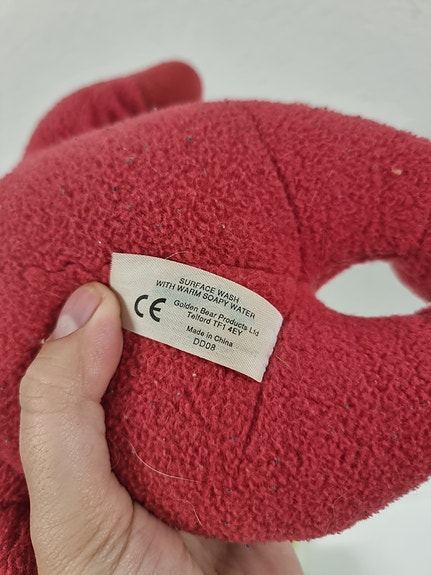 SURFACE WASH
WITH WARM SOAPY WATER
CE
Golden Bear Products Ltd
Telford TF1 4EY
Made in China
DD08